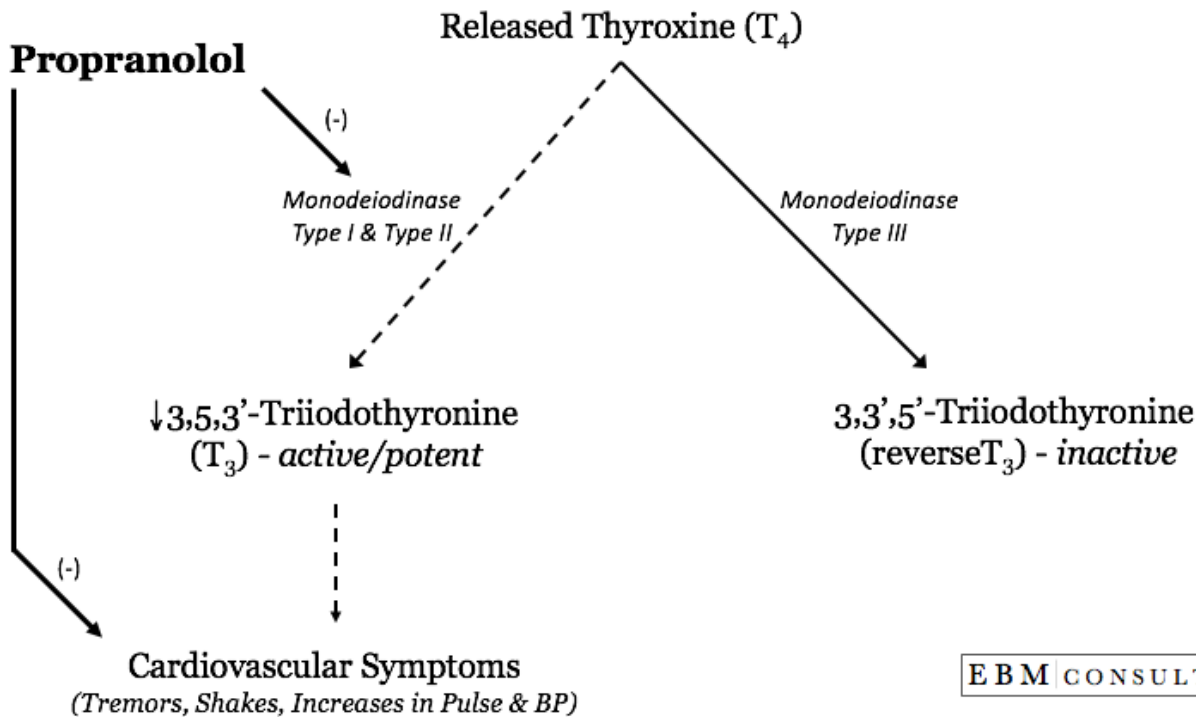 Released Thyroxine (T₄)
Propranolol
(-)
Monodeiodinase
Type I & Type II
Monodeiodinase
Type III
↓3,5,3’-Triiodothyronine
(T₃) - active/potent
3,3’,5’-Triiodothyronine
(reverseT₃) - inactive
(-)
Cardiovascular Symptoms
(Tremors, Shakes, Increases in Pulse & BP)
EBM|CONSULT